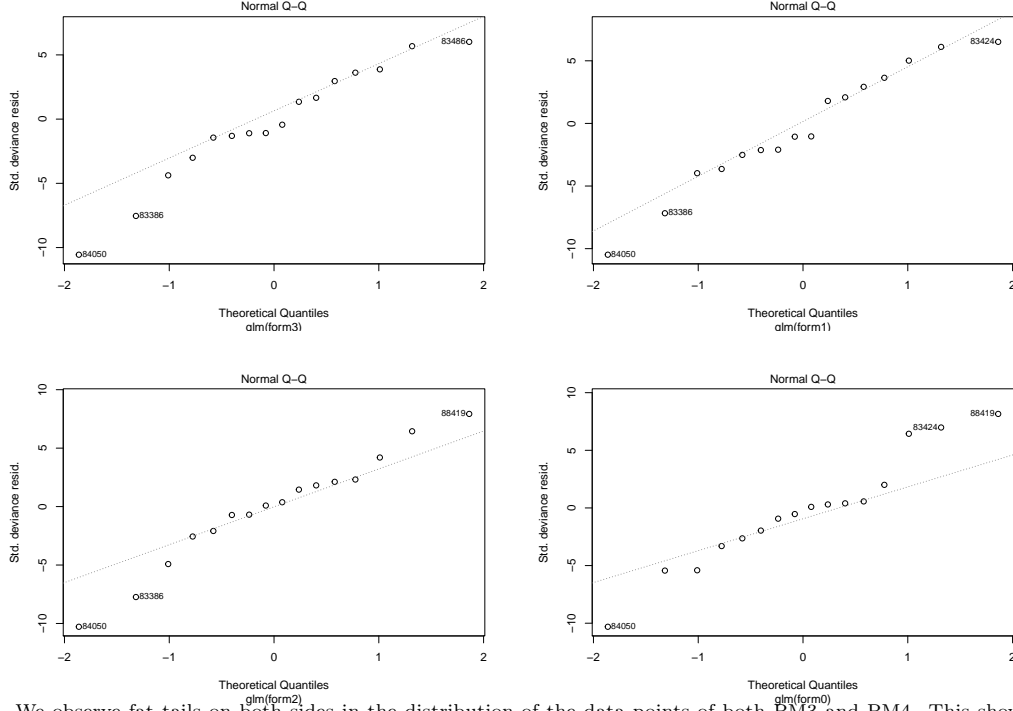 Normal Q−Q
Std. deviance resid.
5
0
−5
−10
83486
83386
84050
−2
−1
0
1
2
Theoretical Quantiles
glm(form3)
Normal Q−Q
Std. deviance resid.
5
0
−5
−10
83424
83386
84050
−2
−1
0
1
2
Theoretical Quantiles
glm(form1)
Normal Q−Q
Std. deviance resid.
10
5
0
−5
−10
88419
83386
84050
−2
−1
0
1
2
Theoretical Quantiles
glm(form2)
Normal Q−Q
Std. deviance resid.
10
5
0
−5
−10
83424
88419
84050
−2
−1
0
1
2
Theoretical Quantiles
glm(form0)
We observe fat tails on both sides in the distribution of the data points of both BM3 and BM4. This